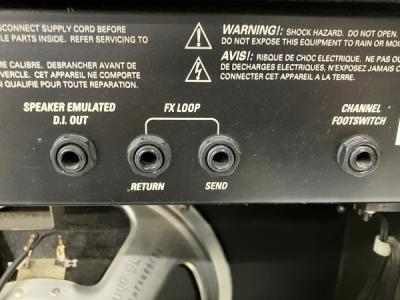 SCONNECT SUPPLY CORD BEFORE
LE PARTS INSIDE. REFER SERVICING TO
WARNING!: SHOCK HAZARD. DO NOT OPEN.
DO NOT EXPOSE THIS EQUIPMENT TO RAIN OR MOIS
E CALIBRE. DEBRANCHER AVANT DE
VERCLE. CET APPAREIL NE COMPORTE
N QUALIFIE POUR TOUTE REPARATION.
AVIS!: RISQUE DE CHOC ELECTRIQUE. NE PAS OU
DE DECHARGES ELECTRIQUES, N'EXPOSEZ JAMAIS C
CONNECTER CET APPAREIL A LA TERRE.
SPEAKER EMULATED
D.I. OUT
FX LOOP
CHANNEL
FOOTSWITCH
RETURN
SEND